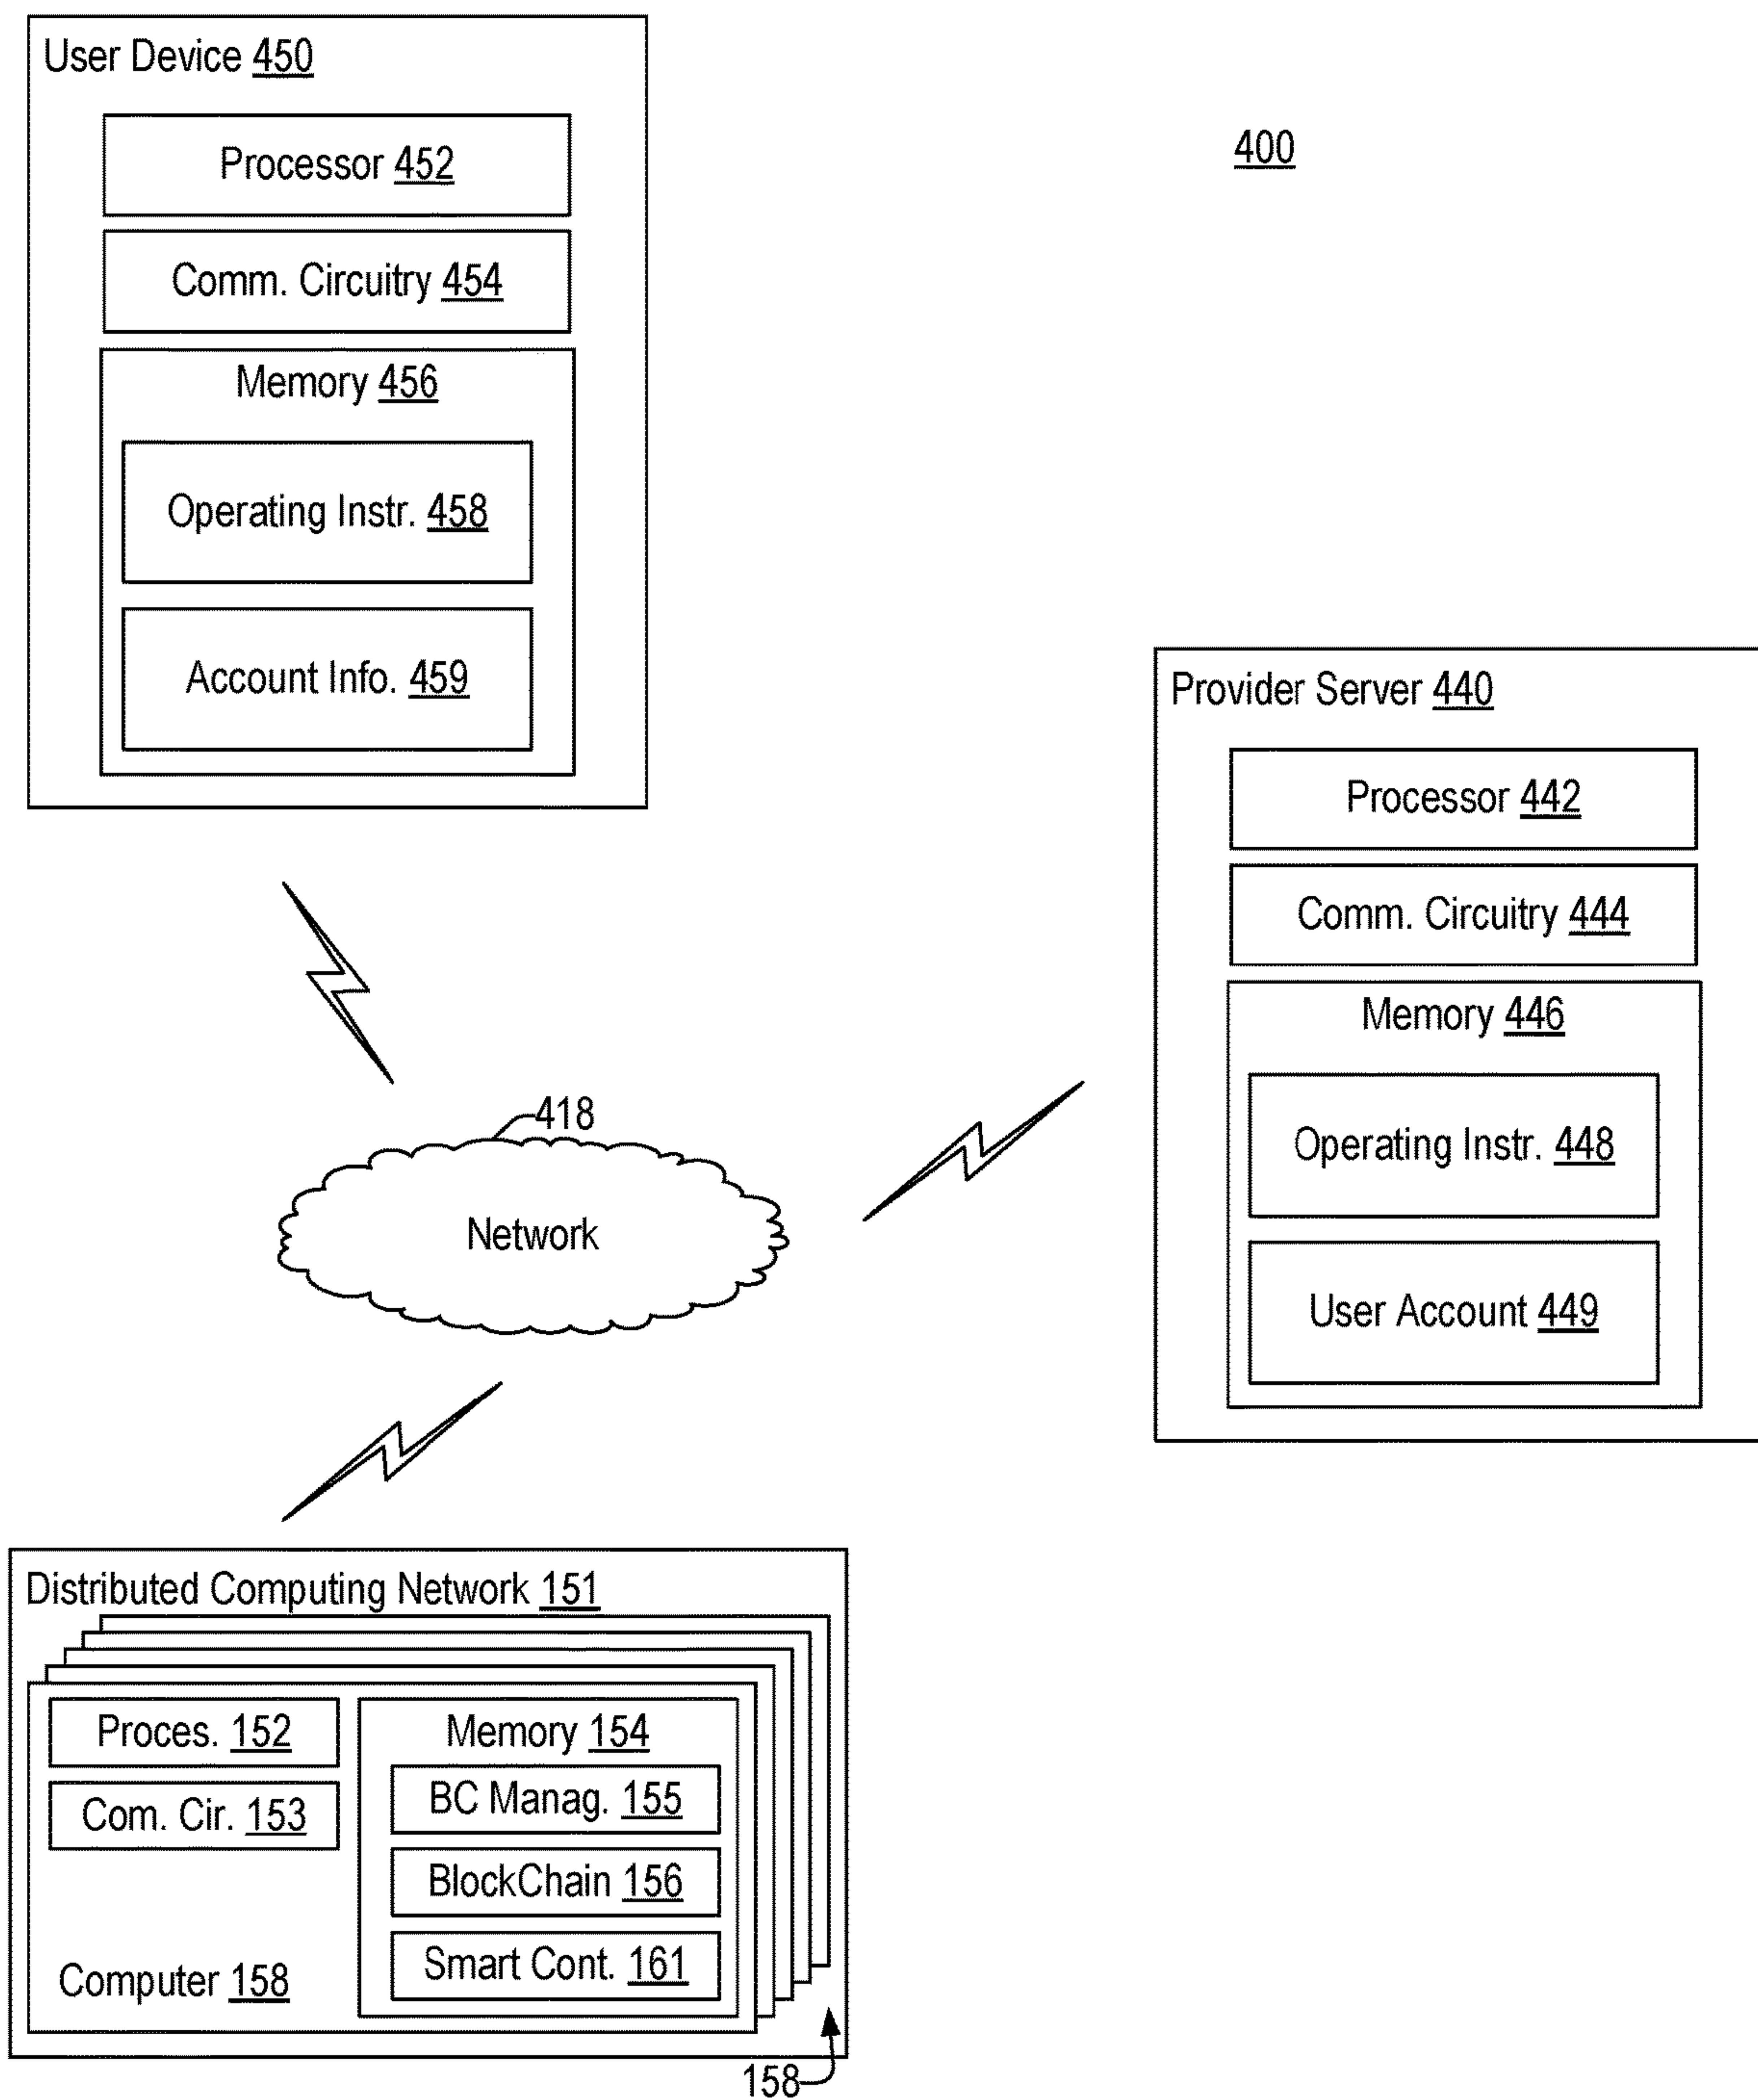 User Device 450
Processor 452
Comm. Circuitry 454
Memory 456
Operating Instr. 458
Account Info. 459
400
Provider Server 440
Processor 442
Comm. Circuitry 444
Memory 446
Operating Instr. 448
User Account 449
418
Network
Distributed Computing Network 151
Proces. 152
Com. Cir. 153
Computer 158
Memory 154
BC Manag. 155
BlockChain 156
Smart Cont. 161
158